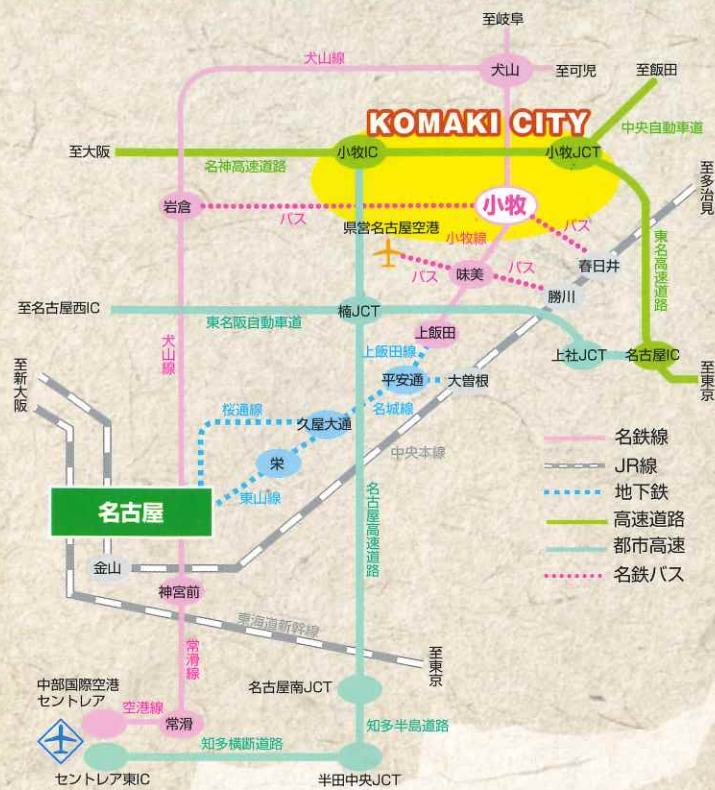 至岐阜
犬山線
犬山
至可児
至飯田
KOMAKI CITY
中央自動車道
至大阪
小牧IC
小牧JCT
名神高速道路
至多治見
岩倉
バス
小牧
バス
県営名古屋空港
小牧線
東名高速道路
春日井
バス
味美
バス
勝川
至名古屋西IC
東名阪自動車道
楠JCT
上飯田
犬山線
上飯田線
上社JCT
名古屋IC
至新大阪
平安通
大曽根
至東京
桜通線
名城線
久屋大通
中央本線
栄
名鉄線
JR線
東山線
地下鉄
名古屋
名古屋高速道路
高速道路
都市高速
金山
名鉄バス
神宮前
東海道新幹線
常滑線
至東京
中部国際空港
セントレア
名古屋南JCT
空港線
常滑
知多半島道路
知多横断道路
セントレア東IC
半田中央JCT